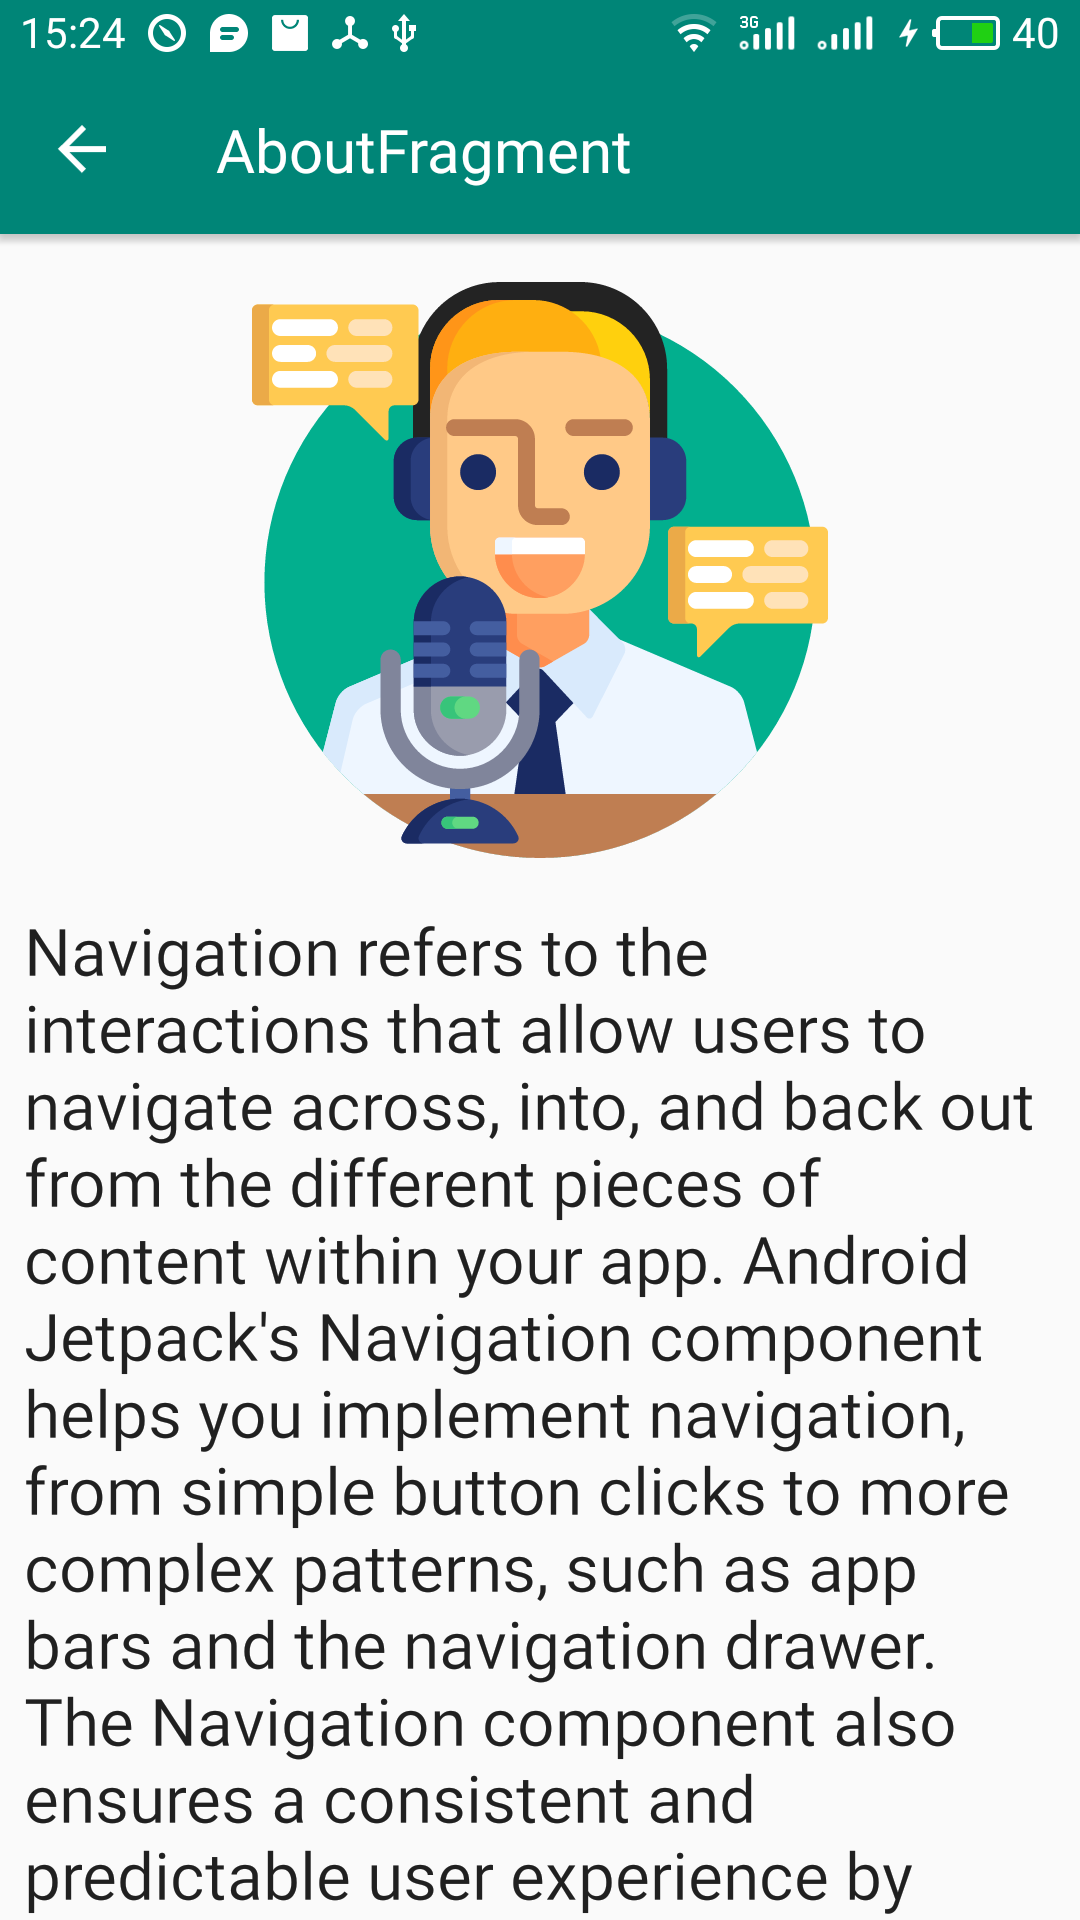 15:24 3G 40
AboutFragment
Navigation refers to the
interactions that allow users to
navigate across, into, and back out
from the different pieces of
content within your app. Android
Jetpack's Navigation component
helps you implement navigation,
from simple button clicks to more
complex patterns, such as app
bars and the navigation drawer.
The Navigation component also
ensures a consistent and
predictable user experience by